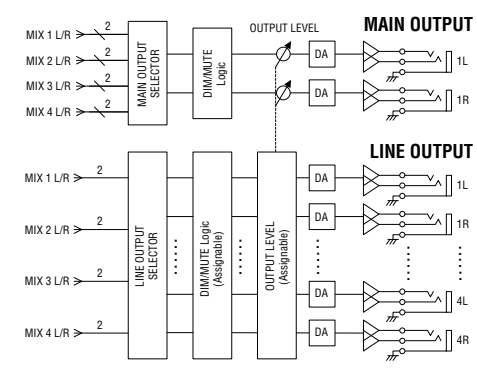 OUTPUT LEVEL
MAIN OUTPUT
MIX 1 L/R
2
MIX 2 L/R
2
MIX 3 L/R
2
MIX 4 L/R
2
MAIN OUTPUT
SELECTOR
DIM/MUTE
Logic
DA
1L
DA
1R
LINE OUTPUT
MIX 1 L/R
2
MIX 2 L/R
2
MIX 3 L/R
2
MIX 4 L/R
2
LINE OUTPUT
SELECTOR
DIM/MUTE Logic
(Assignable)
OUTPUT LEVEL
(Assignable)
DA
1L
DA
1R
DA
4L
DA
4R